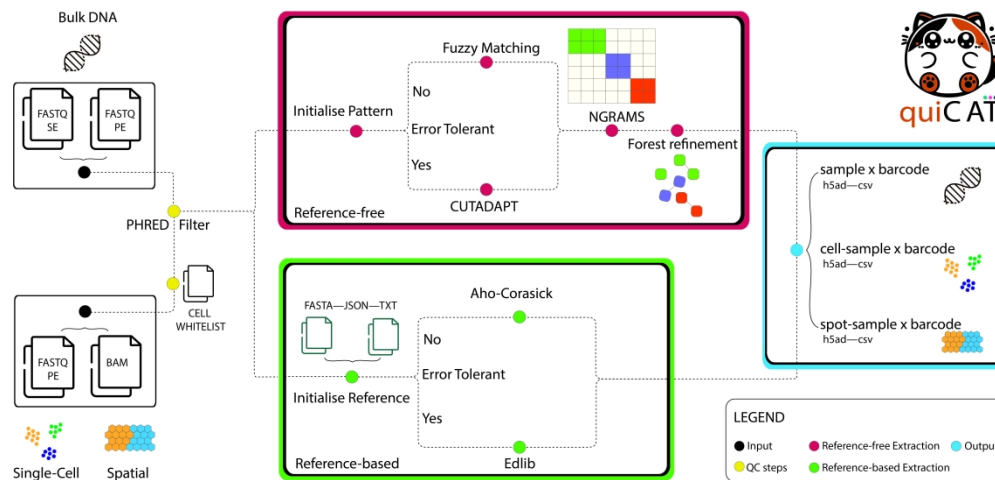 Bulk DNA
FASTQ
SE
FASTQ
PE
PHRED Filter
CELL
WHITELIST
FASTQ
PE
BAM
Single-Cell
Spatial
Fuzzy Matching
No
Initialise Pattern
Error Tolerant
Yes
CUTADAPT
Reference-free
NGRAMS
Forest refinement
FASTA—JSON—TXT
Aho-Corasick
No
Error Tolerant
Initialise Reference
Yes
Edlib
Reference-based
quiCAT
sample x barcode
h5ad—csv
cell-sample x barcode
h5ad—csv
spot-sample x barcode
h5ad—csv
LEGEND
Input
Reference-free Extraction
Output
QC steps
Reference-based Extraction